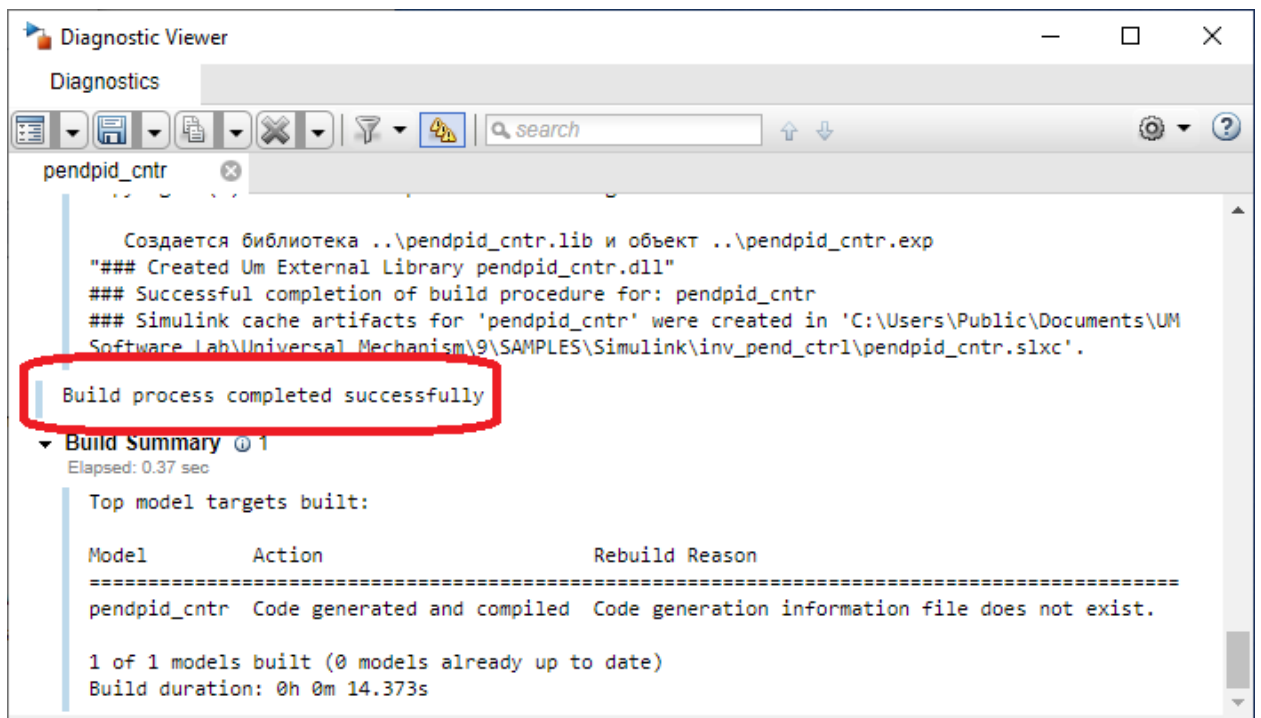 Diagnostic Viewer
Diagnostics
search
pendpid_cntr
Создается библиотека ..\pendpid_cntr.lib и объект ..\pendpid_cntr.exp
"### Created Um External Library pendpid_cntr.dll"
### Successful completion of build procedure for: pendpid_cntr
### Simulink cache artifacts for 'pendpid_cntr' were created in 'C:\Users\Public\Documents\UM
Software Lab\Universal Mechanism\9\SAMPLES\Simulink\inv_pend_ctrl\pendpid_cntr.slxc'.
Build process completed successfully
Build Summary 1
Elapsed: 0.37 sec
Top model targets built:
Model Action Rebuild Reason
============================================================================================
pendpid_cntr Code generated and compiled Code generation information file does not exist.
1 of 1 models built (0 models already up to date)
Build duration: 0h 0m 14.373s